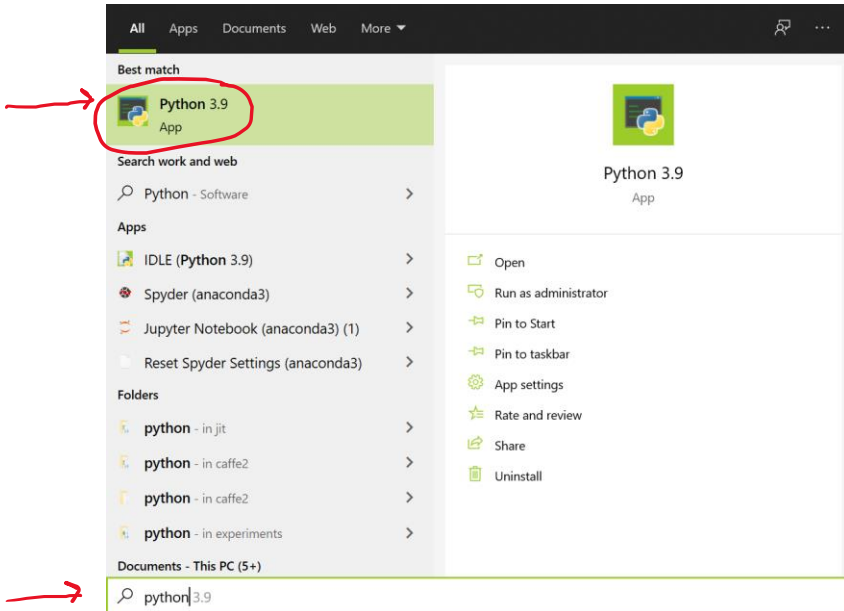 All Apps Documents Web More
Best match
Python 3.9
App
Search work and web
Python - Software
Apps
IDLE (Python 3.9)
Spyder (anaconda3)
Jupyter Notebook (anaconda3) (1)
Reset Spyder Settings (anaconda3)
Folders
python - in jit
python - in caffe2
python - in caffe2
python - in experiments
Documents - This PC (5+)
python 3.9
Python 3.9
App
Open
Run as administrator
Pin to Start
Pin to taskbar
App settings
Rate and review
Share
Uninstall